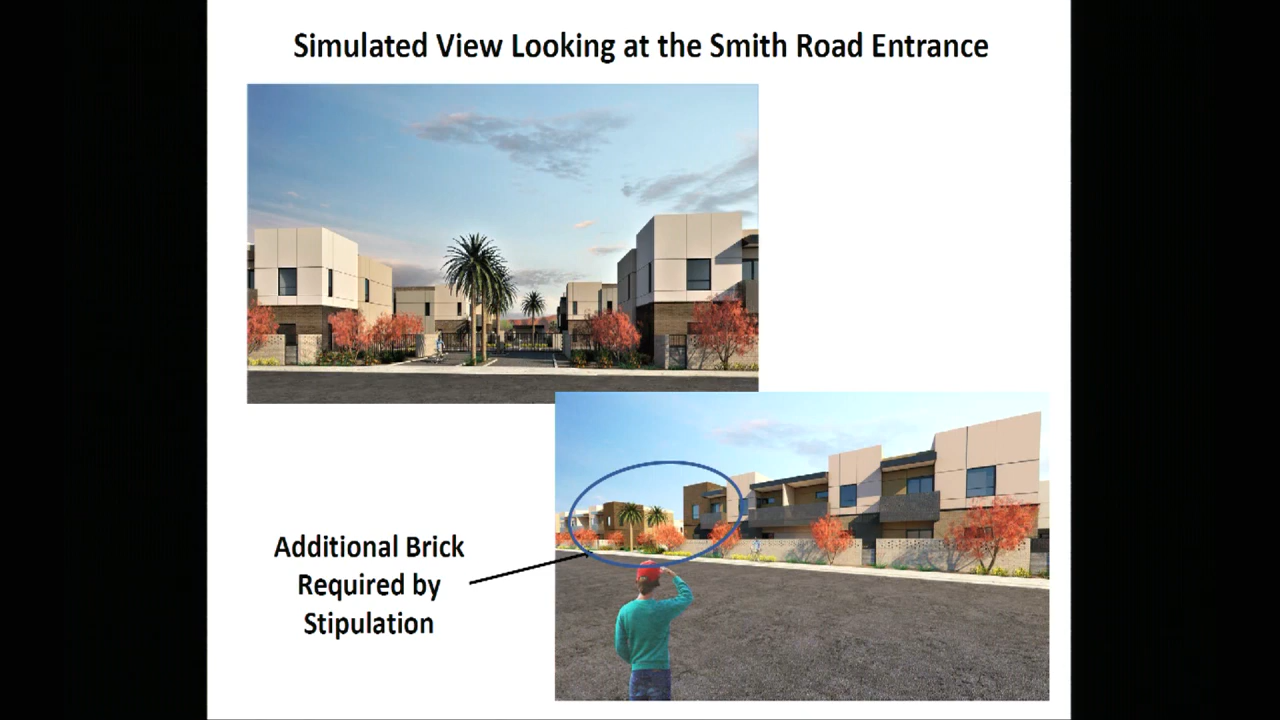 Simulated View Looking at the Smith Road Entrance
Additional Brick
Required by
Stipulation